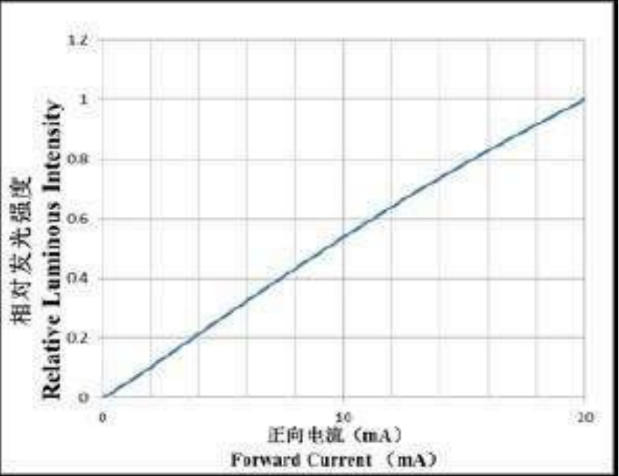 1.2
1
0.8
0.6
0.4
0.2
0
0 10 20
相对发光强度
Relative Luminous Intensity
正向电流（mA）
Forward Current （mA）